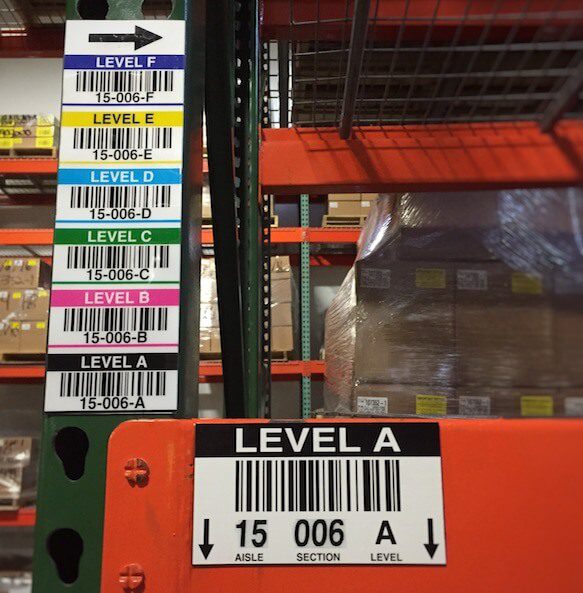 LEVEL F
15-006-F
LEVEL E
15-006-E
LEVEL D
15-006-D
LEVEL C
15-006-C
LEVEL B
15-006-B
LEVEL A
15-006-A
LEVEL A
15 006 A
AISLE SECTION LEVEL